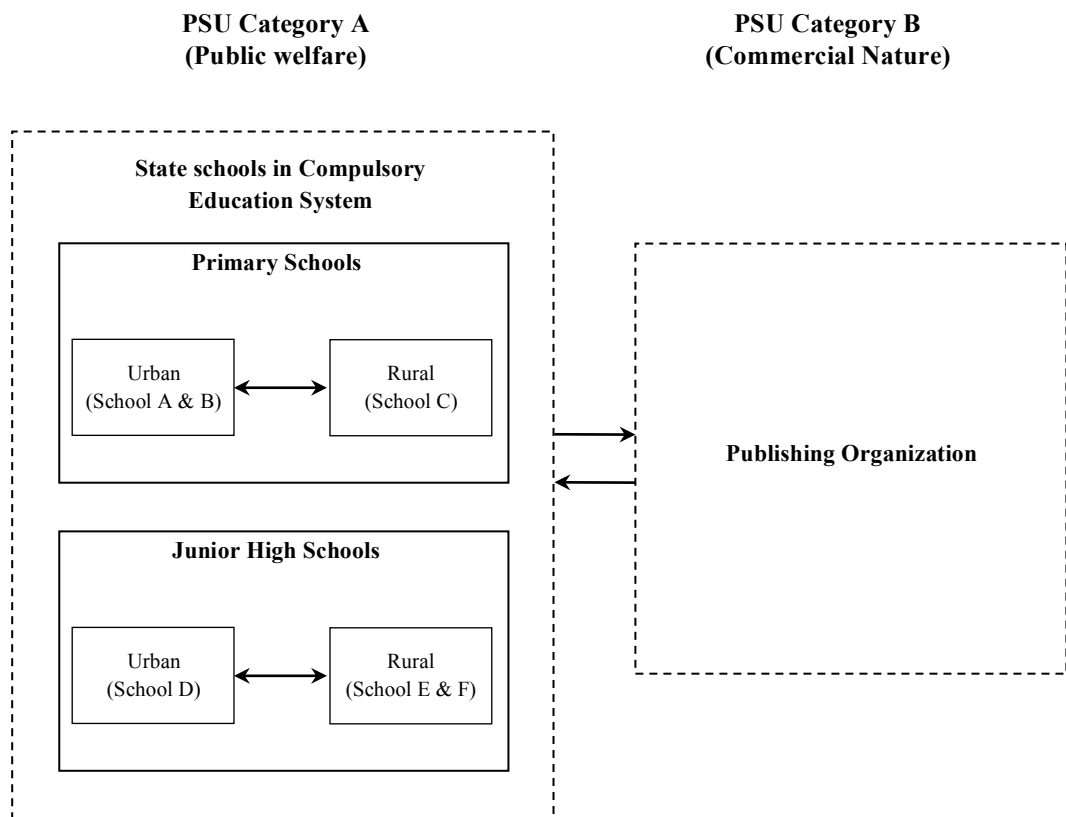 PSU Category A
(Public welfare)
PSU Category B
(Commercial Nature)
State schools in Compulsory
Education System
Primary Schools
Urban
(School A & B)
Rural
(School C)
Publishing Organization
Junior High Schools
Urban
(School D)
Rural
(School E & F)